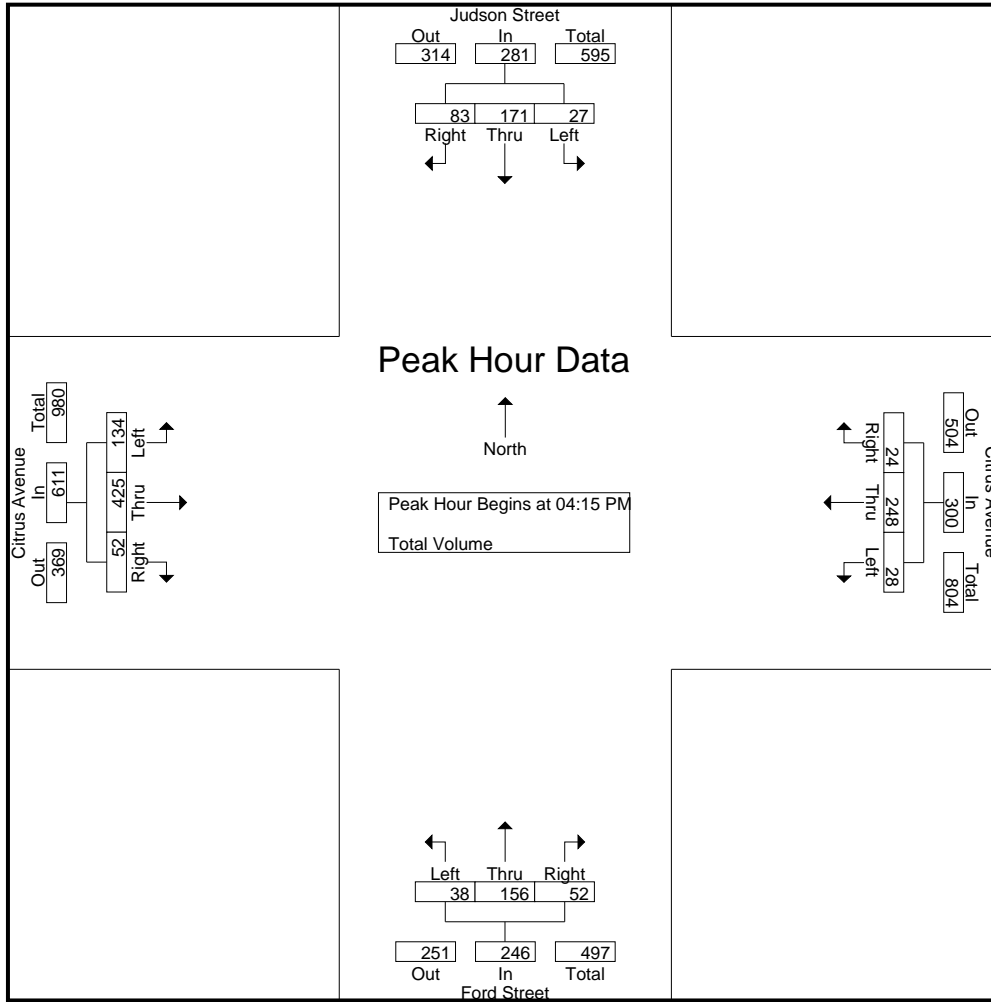 Judson Street
Out In Total
314 281 595
83 171 27
Right Thru Left
Peak Hour Data
North
Peak Hour Begins at 04:15 PM
Total Volume
Citrus Avenue
Out In Total
369 611 980
Left Thru Right
134 425 52
Citrus Avenue
Out In Total
504 300 804
Right Thru Left
24 248 28
Left Thru Right
38 156 52
251 246 497
Out In Total
Ford Street